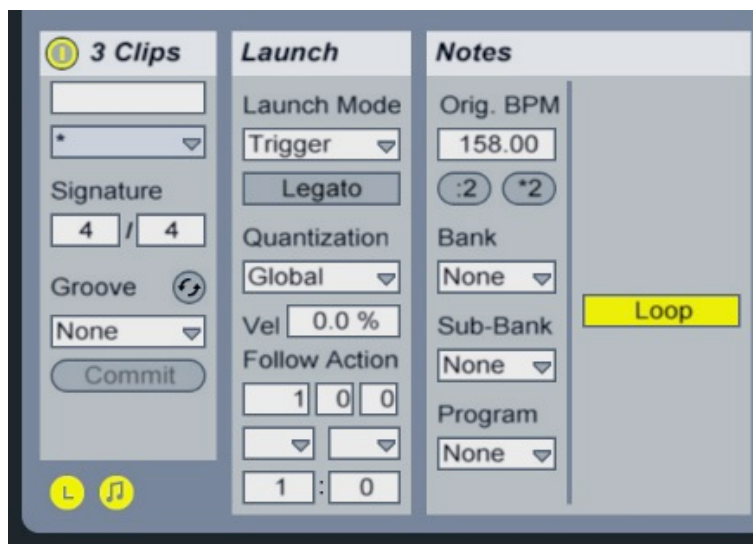 3 Clips
*
Signature
4 / 4
Groove
None
Commit
L
Launch
Launch Mode
Trigger
Legato
Quantization
Global
Vel 0.0 %
Follow Action
1 0 0
1 : 0
Notes
Orig. BPM
158.00
:2 *2
Bank
None
Sub-Bank
None
Program
None
Loop